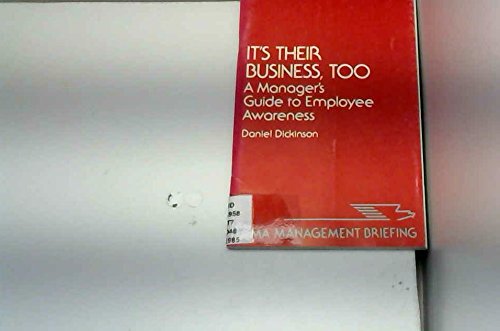 IT'S THEIR
BUSINESS, TOO
A Manager's
Guide to Employee
Awareness
Daniel Dickinson
MA MANAGEMENT BRIEFING